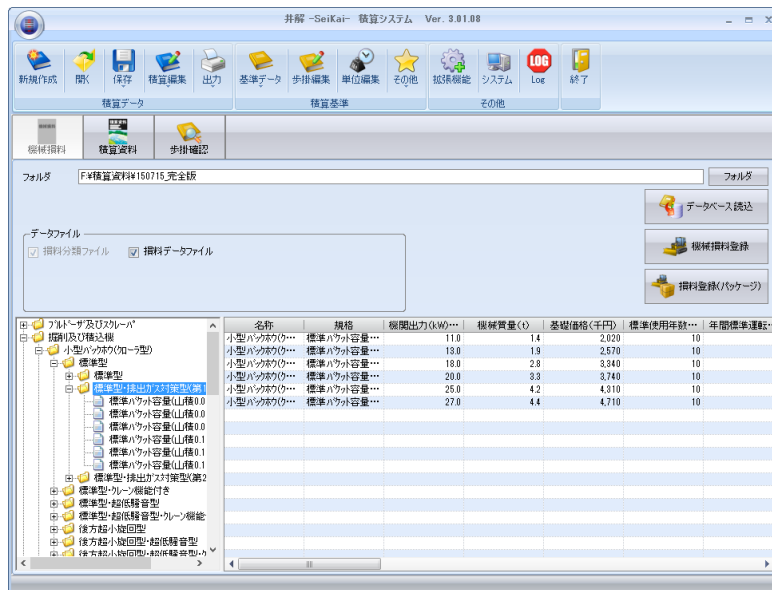 井解 -SeiKai- 積算システム Ver. 3.01.08
新規作成 開く 保存 積算編集 出力 基準データ 歩掛編集 単位編集 その他 拡張機能 システム LOG Log 終了
積算データ 積算基準 その他
機械損料 積算資料 歩掛確認
フォルダ F:¥積算資料¥150715_完全版 フォルダ
データベース読込
データファイル
損料分類ファイル 損料データファイル
機械損料登録
損料登録(パッケージ)
ブルドーザ及びスクレーパ
掘削及び積込機
小型バックホウ(クローラ型)
標準型
標準型
標準型・排出ガス対策型(第1
標準バケット容量(山積0.0
標準バケット容量(山積0.0
標準バケット容量(山積0.0
標準バケット容量(山積0.1
標準バケット容量(山積0.1
標準バケット容量(山積0.1
標準型・排出ガス対策型(第2
標準型・クレーン機能付き
標準型・超低騒音型
標準型・超低騒音型・クレーン機能
後方超小旋回型
後方超小旋回型・超低騒音型
後方超小旋回型・超低騒音型・ク
名称 規格 機関出力(kW)… 機械質量(t) 基礎価格(千円) 標準使用年数… 年間標準運転…
小型バックホウ(ク… 標準バケット容量… 11.0 1.4 2,020 10
小型バックホウ(ク… 標準バケット容量… 13.0 1.9 2,570 10
小型バックホウ(ク… 標準バケット容量… 18.0 2.8 3,340 10
小型バックホウ(ク… 標準バケット容量… 20.0 3.3 3,740 10
小型バックホウ(ク… 標準バケット容量… 25.0 4.2 4,310 10
小型バックホウ(ク… 標準バケット容量… 27.0 4.4 4,710 10